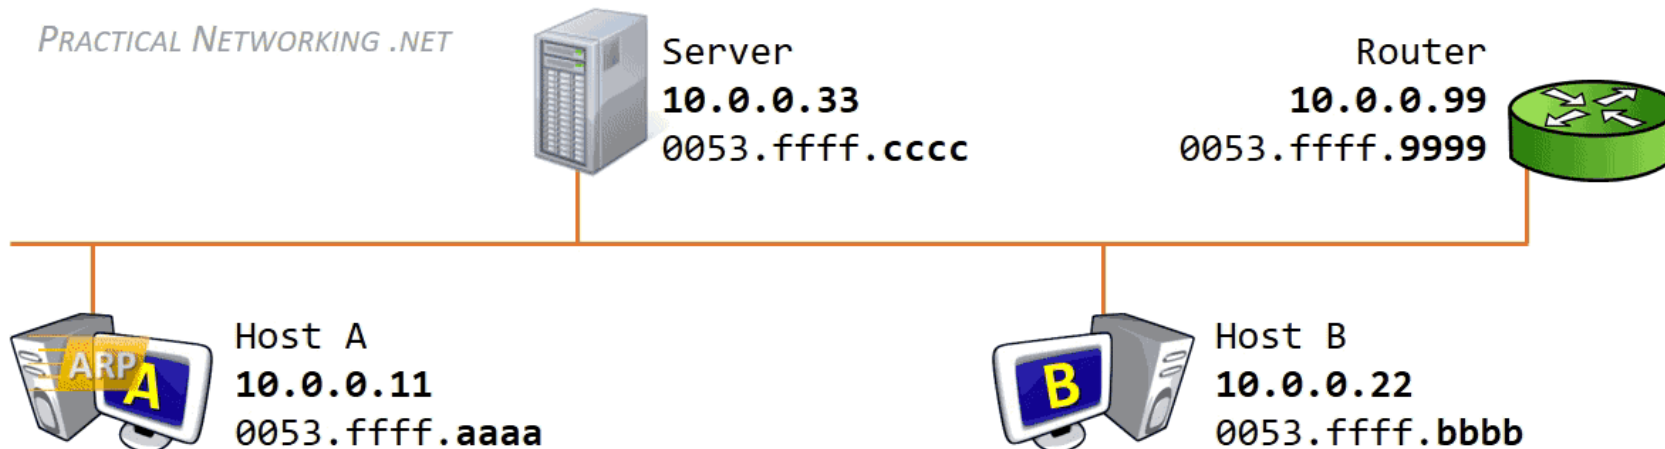 PRACTICAL NETWORKING .NET
Server
10.0.0.33
0053.ffff.cccc
Router
10.0.0.99
0053.ffff.9999
ARP
A
Host A
10.0.0.11
0053.ffff.aaaa
B
Host B
10.0.0.22
0053.ffff.bbbb